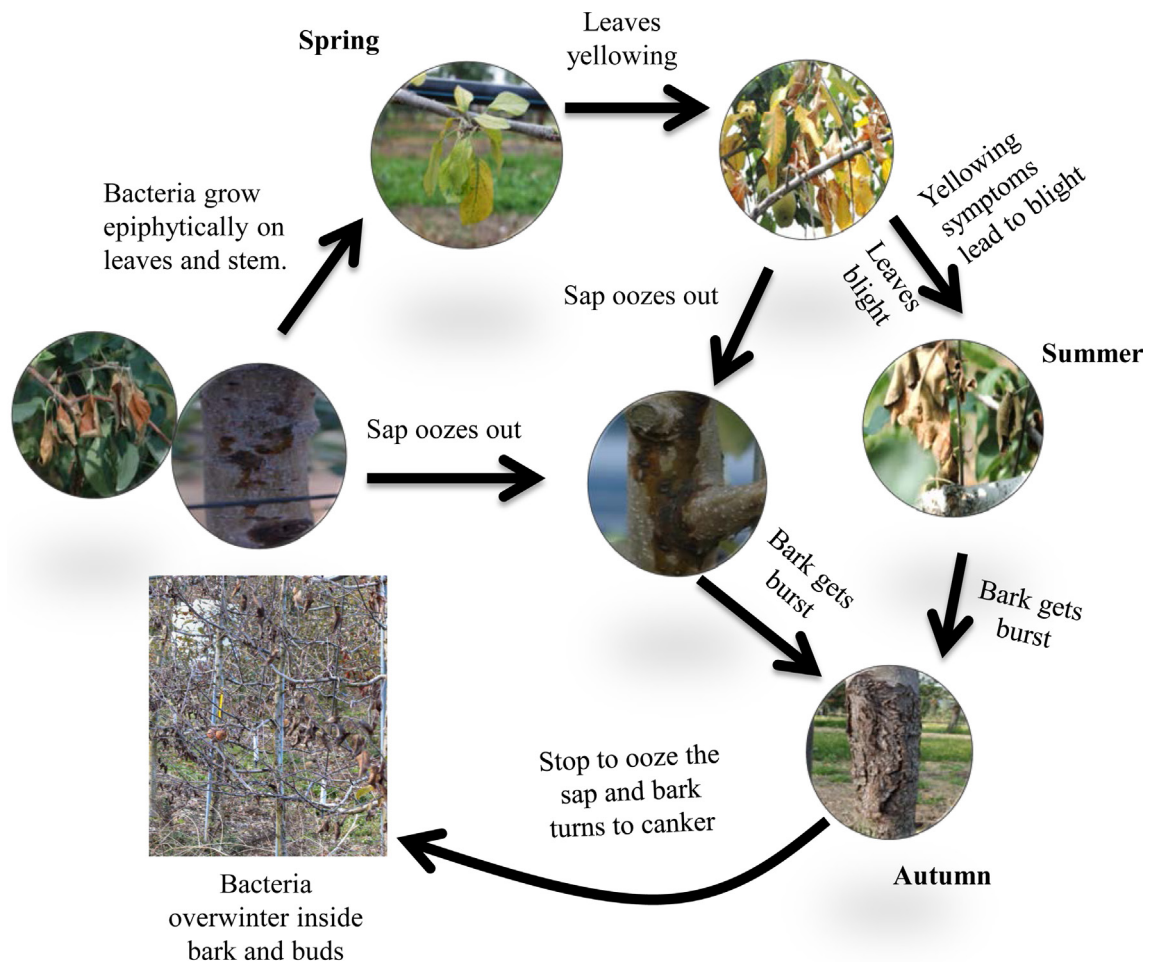 Spring
Leaves
yellowing
Bacteria grow
epiphytically on
leaves and stem.
Yellowing
symptoms
lead to blight
Leaves
blight
Sap oozes out
Summer
Sap oozes out
Bark gets
burst
Bark gets
burst
Stop to ooze the
sap and bark
turns to canker
Autumn
Bacteria
overwinter inside
bark and buds